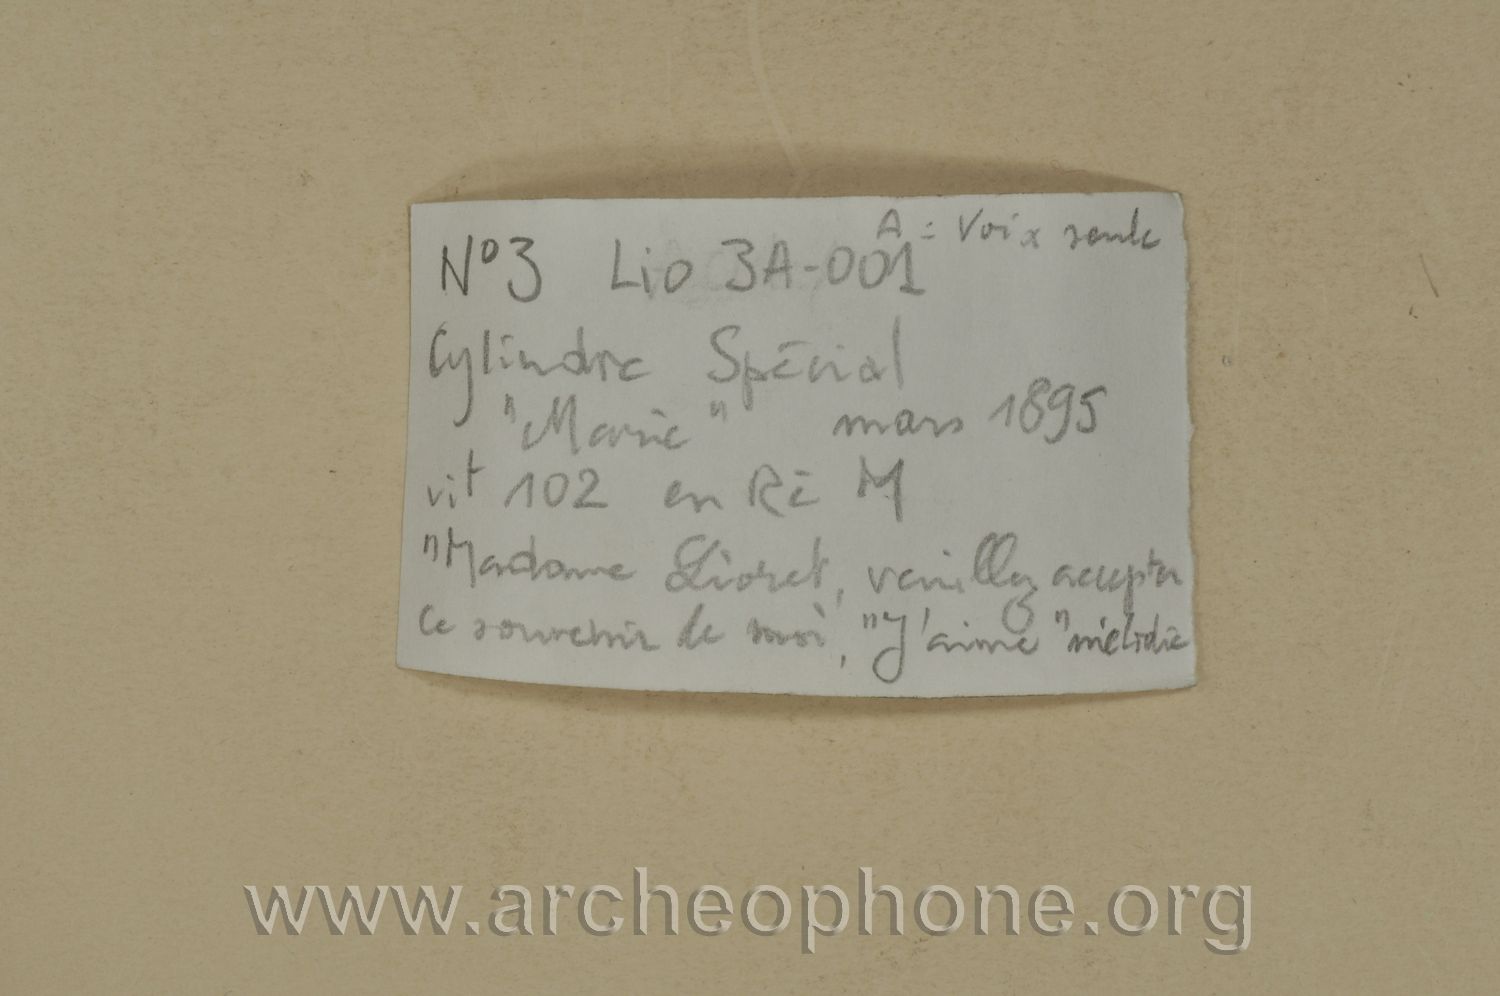 A = Voix seule
N° 3 Lio 3A-001
Cylindre Spécial
"Marie" mars 1895
vit 102 en Ré M
"Madame Lioret, veuillez accepter
ce souvenir de moi, "J'aime" mélodie
www.archeophone.org